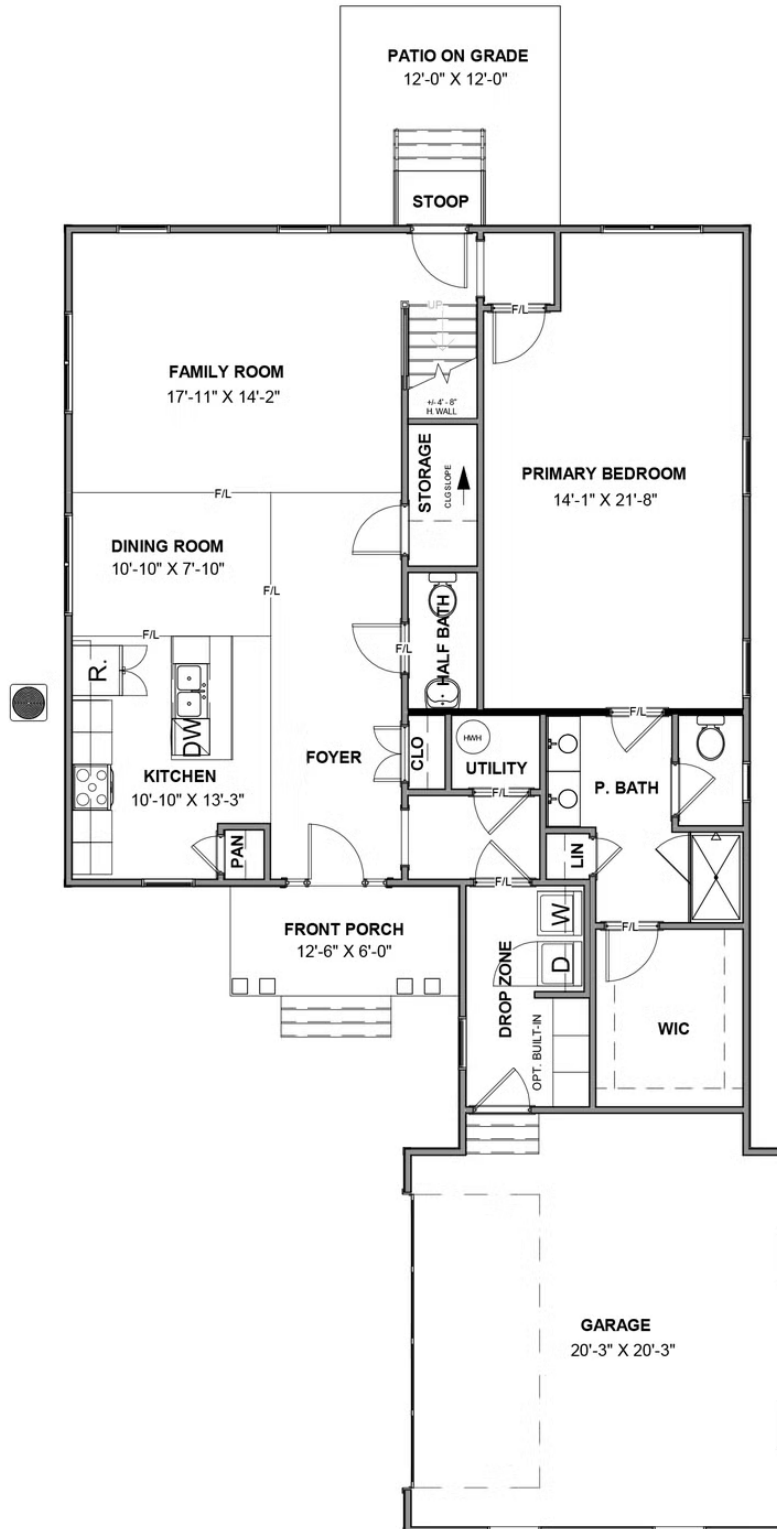 PATIO ON GRADE
12'-0" X 12'-0"
STOOP
UP
F/L
FAMILY ROOM
17'-11" X 14'-2"
+/- 4' - 8"
H. WALL
STORAGE
CLG SLOPE
PRIMARY BEDROOM
14'-1" X 21'-8"
F/L
DINING ROOM
10'-10" X 7'-10"
F/L
F/L
F/L
HALF BATH
F/L
R.
DW
KITCHEN
10'-10" X 13'-3"
PAN
FOYER
CLO
HWH
UTILITY
F/L
P. BATH
LIN
F/L
F/L
FRONT PORCH
12'-6" X 6'-0"
W
D
DROP ZONE
OPT. BUILT-IN
WIC
GARAGE
20'-3" X 20'-3"